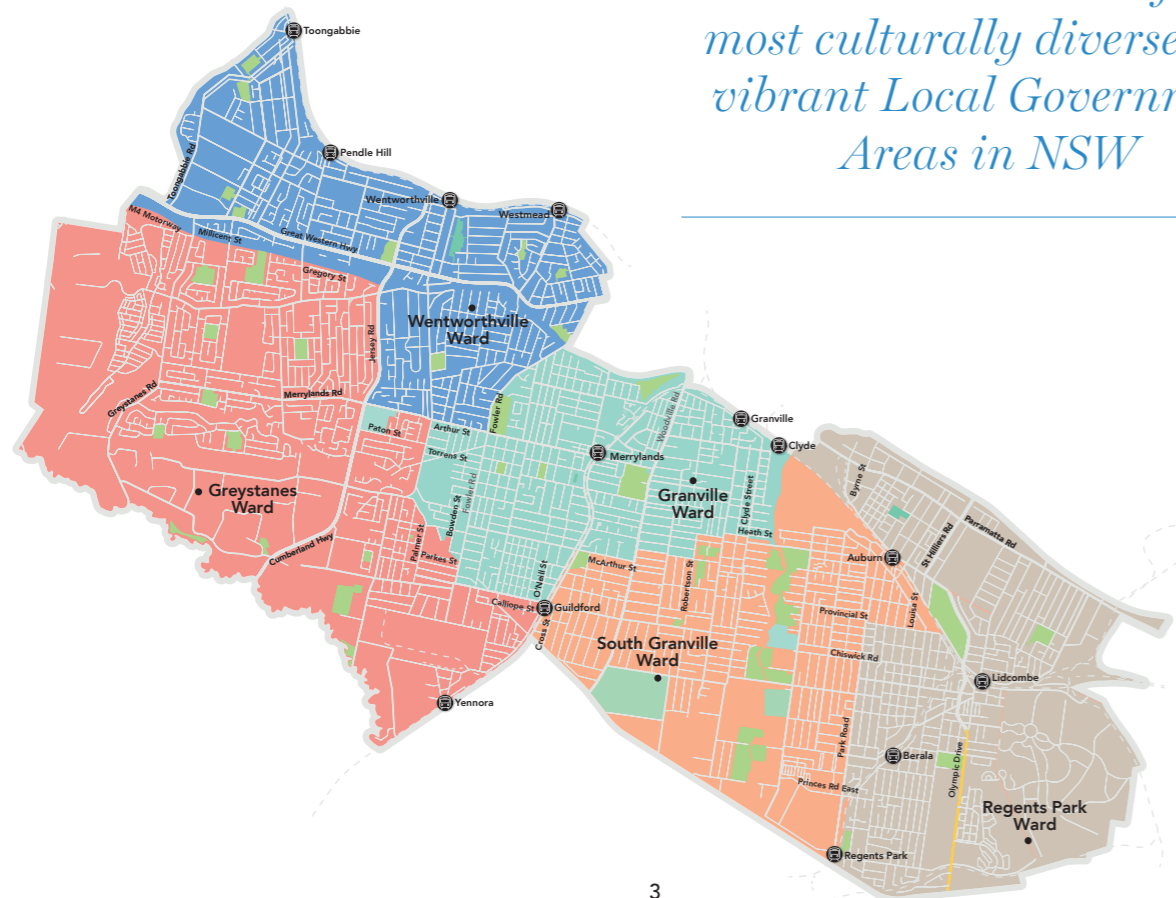 most culturally diverse
vibrant Local Govern
Areas in NSW
Toongabbie
Pendle Hill
Toongabbie Rd
Wentworthville
Westmead
M4 Motorway
Millicent St
Great Western Hwy
Gregory St
Wentworthville
Ward
Jersey Rd
Greystanes Rd
Merrylands Rd
Fowler Rd
Woodville Rd
Granville
Paton St
Arthur St
Clyde
Torrens St
Merrylands
Byrne St
Greystanes
Ward
Fowler Rd
Bowden St
Granville
Ward
Clyde Street
Parramatta Rd
St Hilliers Rd
Heath St
Cumberland Hwy
Palmer St
Parkes St
McArthur St
Auburn
O'Neill St
Robertson St
Calliope St
Guildford
Provincial St
Louisa St
Cross St
South Granville
Ward
Chiswick Rd
Lidcombe
Yennora
Park Road
Berala
Olympic Drive
Princes Rd East
Regents Park
Ward
Regents Park
3